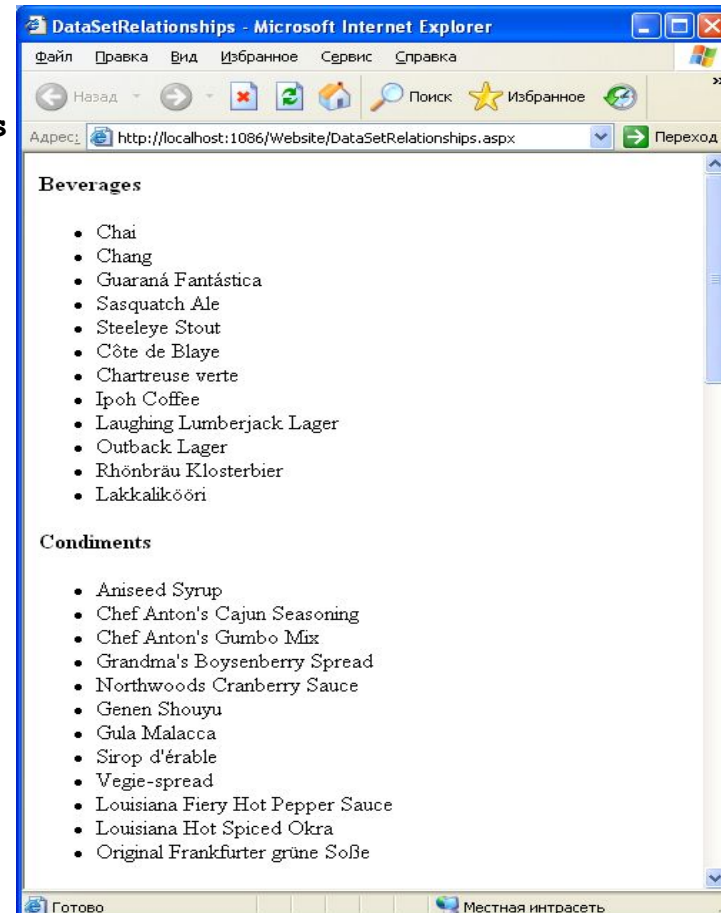 DataSetRelationships - Microsoft Internet Explorer
Файл Правка Вид Избранное Сервис Справка
Назад Поиск Избранное »
s
Адрес: http://localhost:1086/Website/DataSetRelationships.aspx Переход
Beverages
• Chai
• Chang
• Guaraná Fantástica
• Sasquatch Ale
• Steeleye Stout
• Côte de Blaye
• Chartreuse verte
• Ipoh Coffee
• Laughing Lumberjack Lager
• Outback Lager
• Rhönbräu Klosterbier
• Lakkalikööri
Condiments
• Aniseed Syrup
• Chef Anton's Cajun Seasoning
• Chef Anton's Gumbo Mix
• Grandma's Boysenberry Spread
• Northwoods Cranberry Sauce
• Genen Shouyu
• Gula Malacca
• Sirop d'érable
• Vegie-spread
• Louisiana Fiery Hot Pepper Sauce
• Louisiana Hot Spiced Okra
• Original Frankfurter grüne Soße
Готово Местная интрасеть